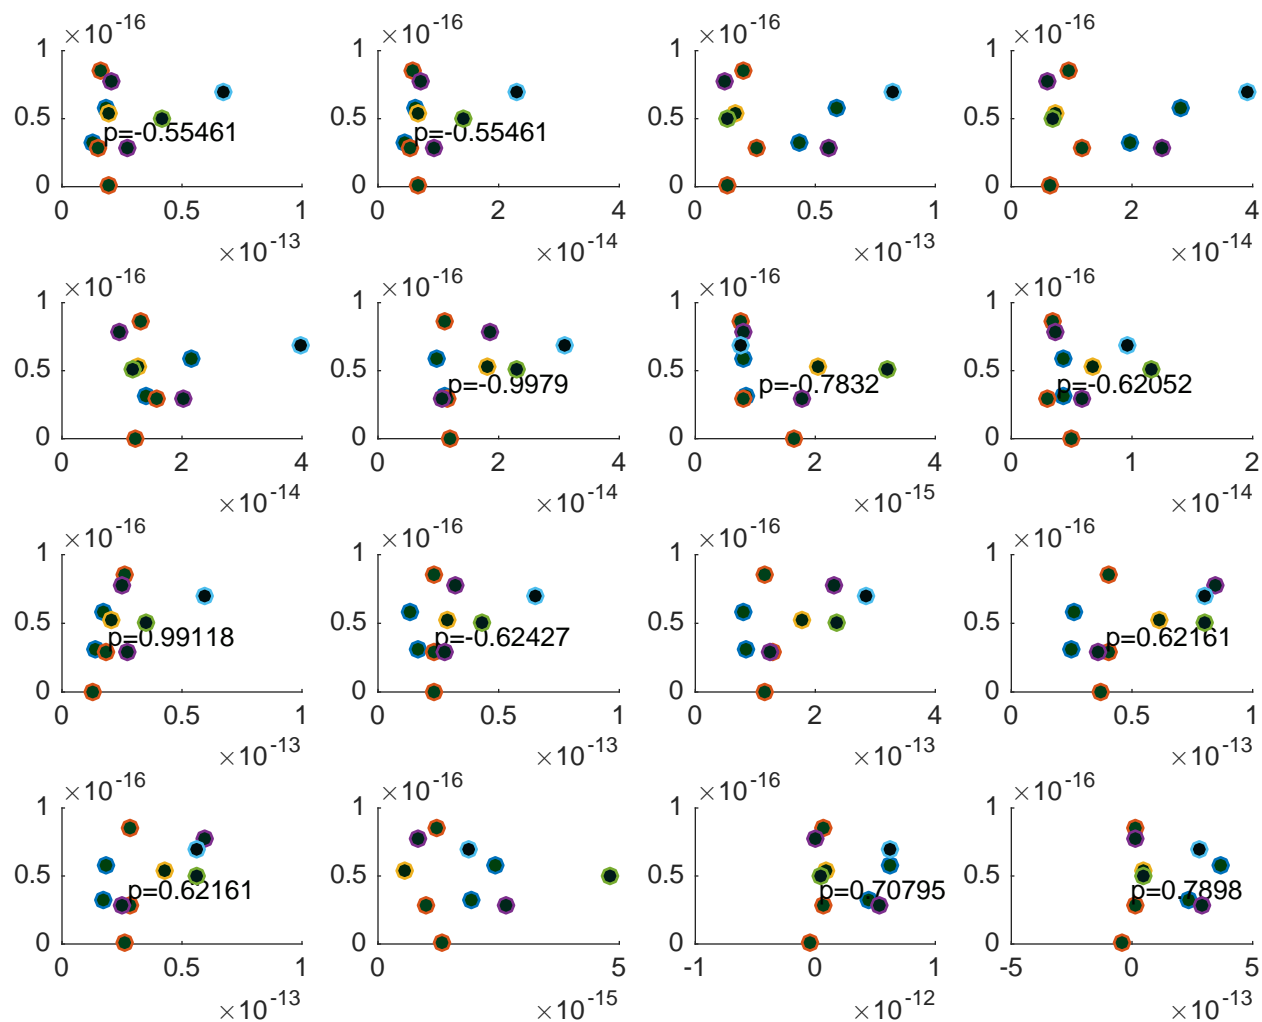 ×10-16 ×10-16 ×10-16 ×10-16
1 1 1 1
0.5 0.5 0.5 0.5
p=-0.55461 p=-0.55461
0 0 0 0
0 0.5 1 0 2 4 0 0.5 1 0 2 4
×10-13 ×10-14 ×10-13 ×10-14
×10-16 ×10-16 ×10-16 ×10-16
1 1 1 1
0.5 0.5 0.5 0.5
p=-0.9979 p=-0.7832 p=-0.62052
0 0 0 0
0 2 4 0 2 4 0 2 4 0 1 2
×10-14 ×10-14 ×10-15 ×10-14
×10-16 ×10-16 ×10-16 ×10-16
1 1 1 1
0.5 0.5 0.5 0.5
p=0.99118 p=-0.62427 p=0.62161
0 0 0 0
0 0.5 1 0 0.5 1 0 2 4 0 0.5 1
×10-13 ×10-13 ×10-13 ×10-13
×10-16 ×10-16 ×10-16 ×10-16
1 1 1 1
0.5 0.5 0.5 0.5
p=0.62161 p=0.70795 p=0.7898
0 0 0 0
0 0.5 1 0 5 -1 0 1 -5 0 5
×10-13 ×10-15 ×10-12 ×10-13